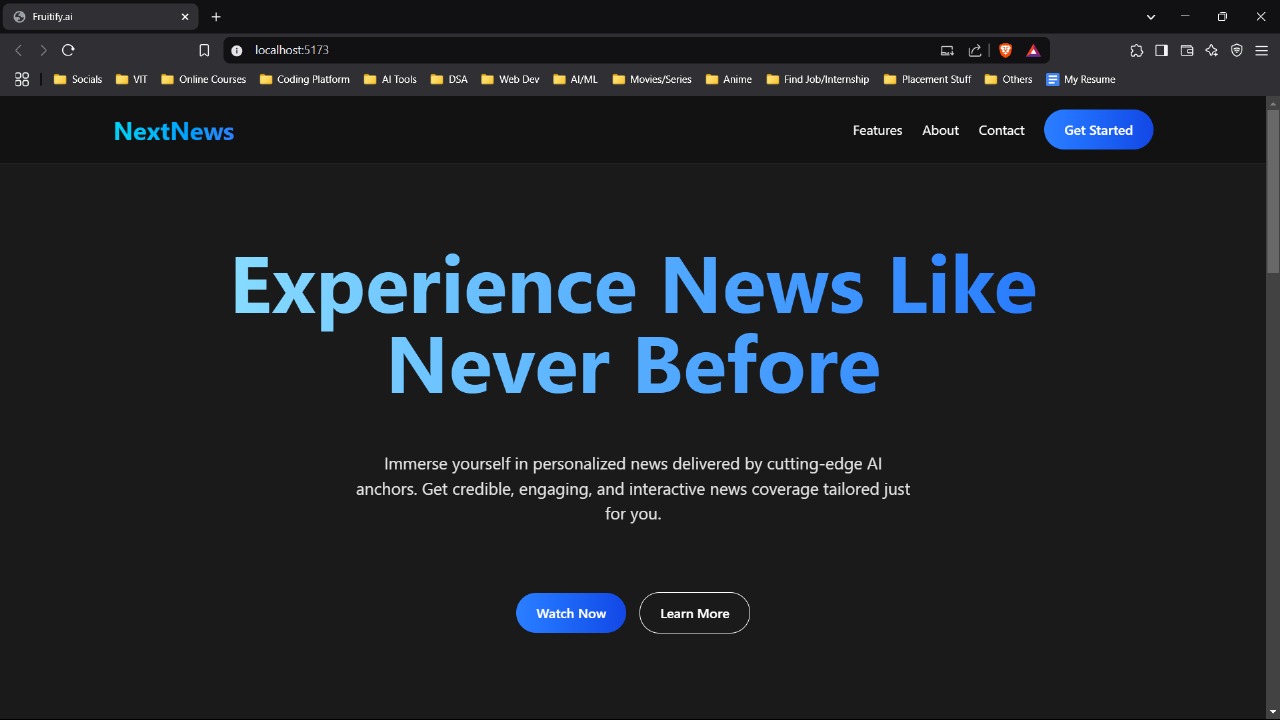 Fruitify.ai
localhost:5173
Socials VIT Online Courses Coding Platform AI Tools DSA Web Dev AI/ML Movies/Series Anime Find Job/Internship Placement Stuff Others My Resume
NextNews Features About Contact Get Started
Experience News Like
Never Before
Immerse yourself in personalized news delivered by cutting-edge AI
anchors. Get credible, engaging, and interactive news coverage tailored just
for you.
Watch Now Learn More